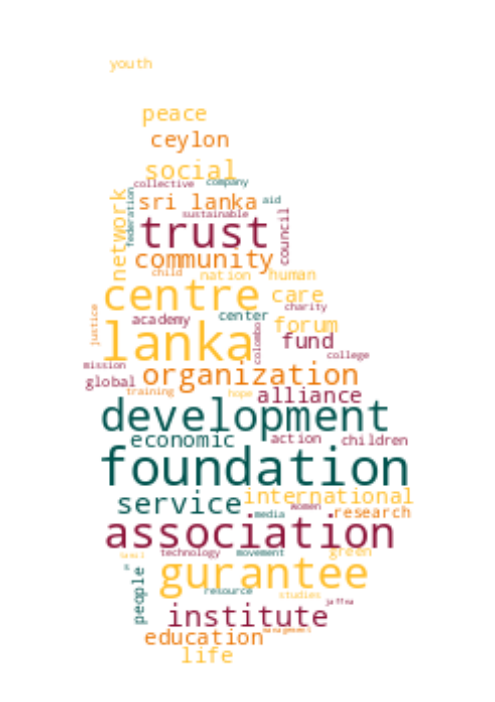 youth
peace
ceylon
social
collective company
federation
network
sri lanka aid
sustainable
trust
council
community
child nation human
centre care
charity
justice
academy center forum
lanka
colombo
fund
college
mission
global organization
training hope alliance
development
economic action children
foundation
service international
media women research
association
technology movement green
gurantee
people
resource studies
jaffna
institute
education management
life